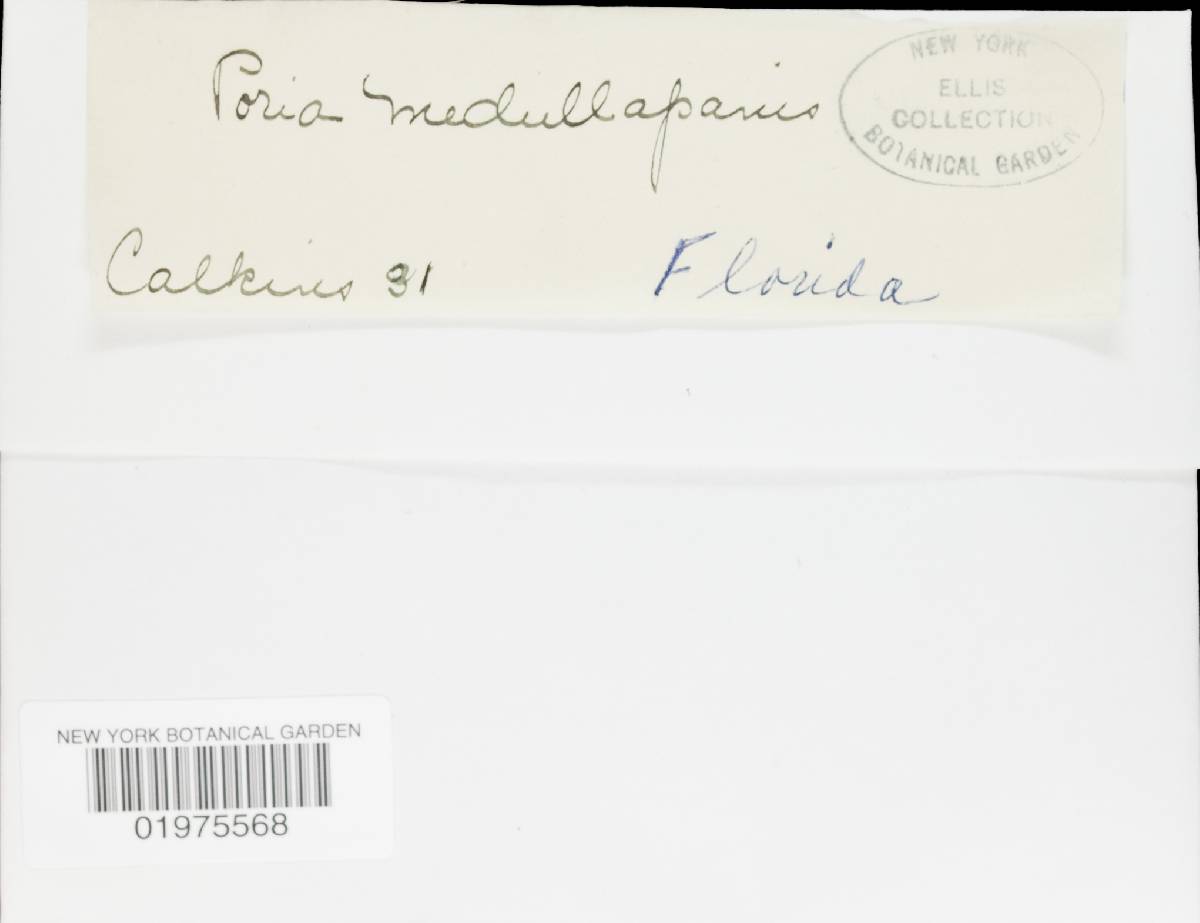 Poria medullapanis
NEW YORK
ELLIS
COLLECTION
BOTANICAL GARDEN
Calkins 31
Florida
NEW YORK BOTANICAL GARDEN
01975568